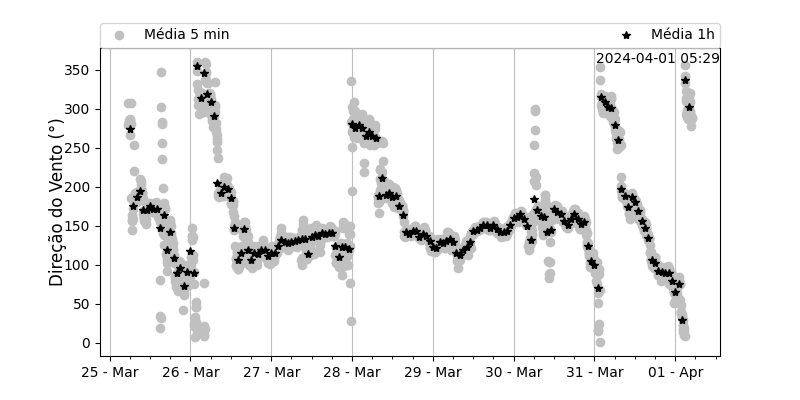 Média 5 min
Média 1h
2024-04-01 05:29
Direção do Vento (°)
350
300
250
200
150
100
50
0
25 - Mar
26 - Mar
27 - Mar
28 - Mar
29 - Mar
30 - Mar
31 - Mar
01 - Apr